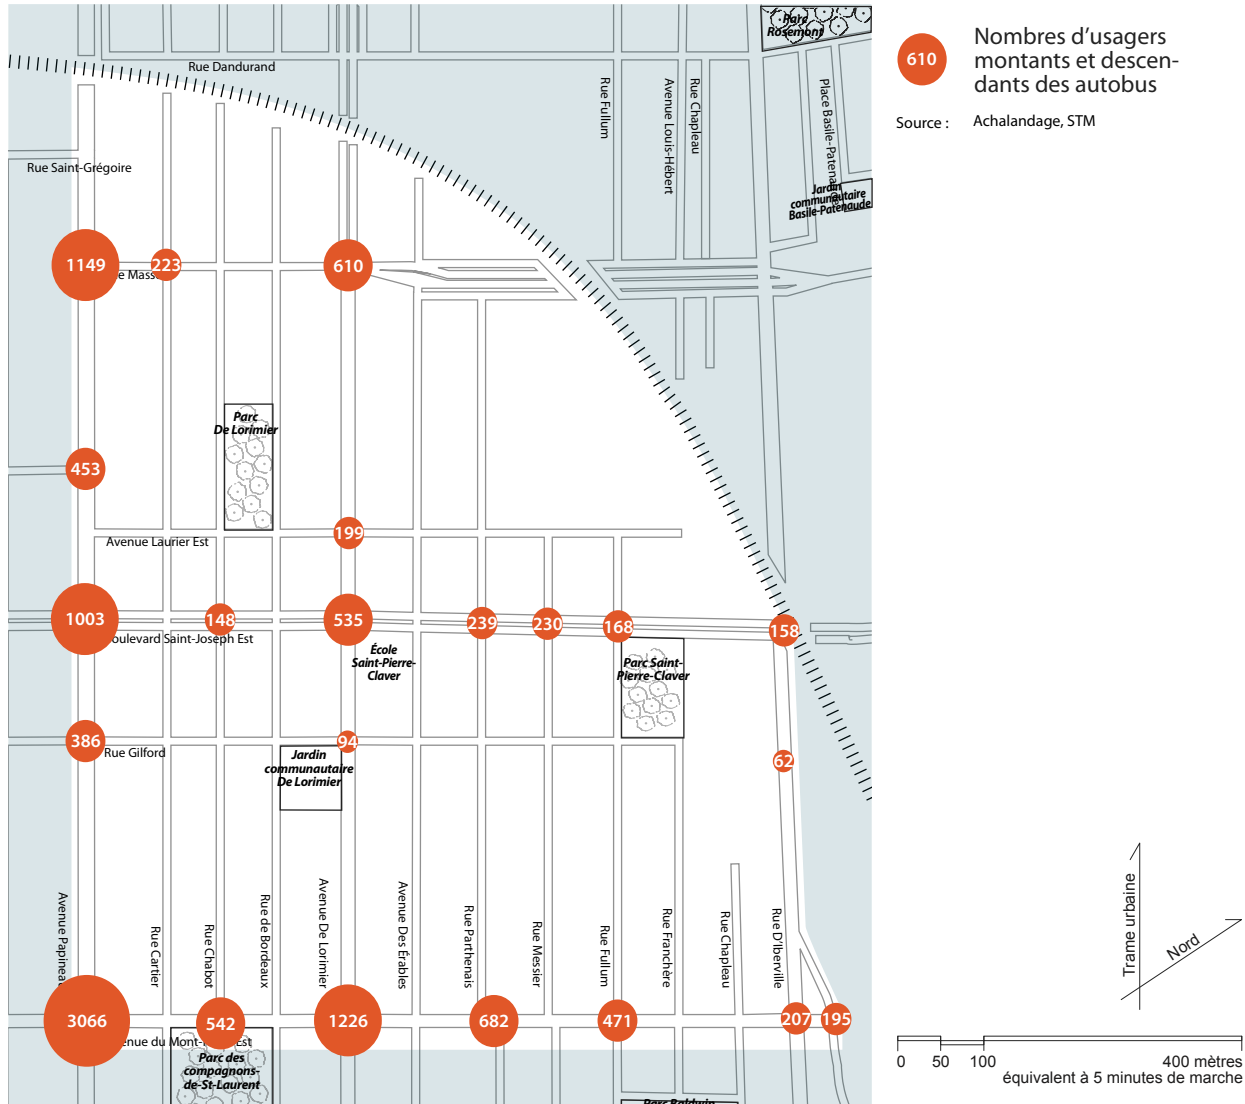 Parc
Rosemont
610
Nombres d'usagers
montants et descen-
dants des autobus
Source : Achalandage, STM
Rue Dandurand
Rue Fullum
Avenue Louis-Hébert
Rue Chapleau
Rue Saint-Grégoire
Jardin
communautaire
Basile-Patenaude
1149
223
610
Parc
De Lorimier
453
199
Avenue Laurier Est
1003
148
535
239
230
168
158
Saint-Joseph Est
École
Saint-Pierre-
Claver
Parc Saint-
Pierre-Claver
386
Rue Gilford
94
62
Jardin
communautaire
De Lorimier
Rue Cartier
Rue Chabot
Rue de Bordeaux
Avenue De Lorimier
Avenue Des Érables
Rue Parthenais
Rue Messier
Rue Fullum
Rue Franchère
Rue Chapleau
Rue D'Iberville
Trame urbaine
Nord
3066
542
1226
682
471
207
195
Parc des
compagnons-
de-St-Laurent
Parc Baldwin
0 50 100 400 mètres
équivalent à 5 minutes de marche